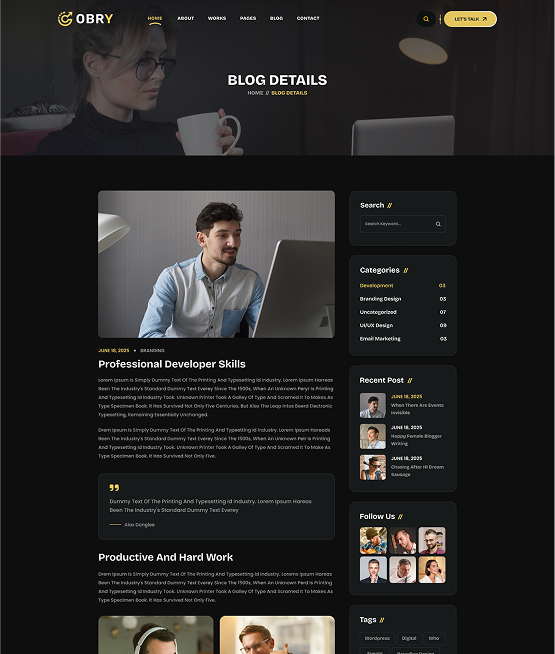 OBRY
HOME ABOUT WORKS PAGES BLOG CONTACT
LET'S TALK
BLOG DETAILS
HOME // BLOG DETAILS
JUNE 18, 2025 • BRANDING
Professional Developer Skills
Lorem Ipsum Is Simply Dummy Text Of The Printing And Typesetting Id Industry. Lorem Ipsum Hareas
Been The Industry's Standard Dummy Text Everey Since The 1500s, When An Unknown Peryr Is Printing
And Typesetting Id Industry Took. Unknown Printer Took A Galley Of Type And Scramed It To Makes As
Type Specimen Book. It Has Survived Not Only Five Centuries, But Also The Leap Intos Beerd Electronic
Typesetting, Remaining Essentially Unchanged.
Orem Ipsum Is Simply Dummy Text Of The Printing And Typesetting Id Industry. Lorem Ipsum Hareas
Been The Industry's Standard Dummy Text Everey Since The 1500s, When An Unknown Peir Is Printing
And Typesetting Id Industry Took. Unknown Printer Took A Galley Of Type And Scramed It To Make As
Type Specimen Book. It Has Survived Not Only Five.
Dummy Text Of The Printing And Typesetting Id Industry. Lorem Ipsum Hareas
Been The Industry's Standard Dummy Text Everey
Alex Donglee
Productive And Hard Work
Orem Ipsum Is Simply Dummy Text Of The Printing And Typesetting Id Industry. Lorems Ipsum Hareas
Been The Industry's Standard Dummy Text Everey Since The 1500s, When An Unknown Perd Is Printing
And Typesetting Id Industry Took. Unknown Printer Took A Galley Of Type And Scramed It To Make As
Type Specimen Book. It Has Survived Not Only Five.
Search //
Search Keyword...
Categories //
Development 03
Branding Design 03
Uncategorized 07
UI/UX Design 09
Email Marketing 03
Recent Post //
JUNE 18, 2025
When There Are Events
Invisible
JUNE 18, 2025
Happy Female Blogger
Writing
JUNE 18, 2025
Chasing After Hi Dream
Sausage
Follow Us //
Tags //
Wordpress Digital Who